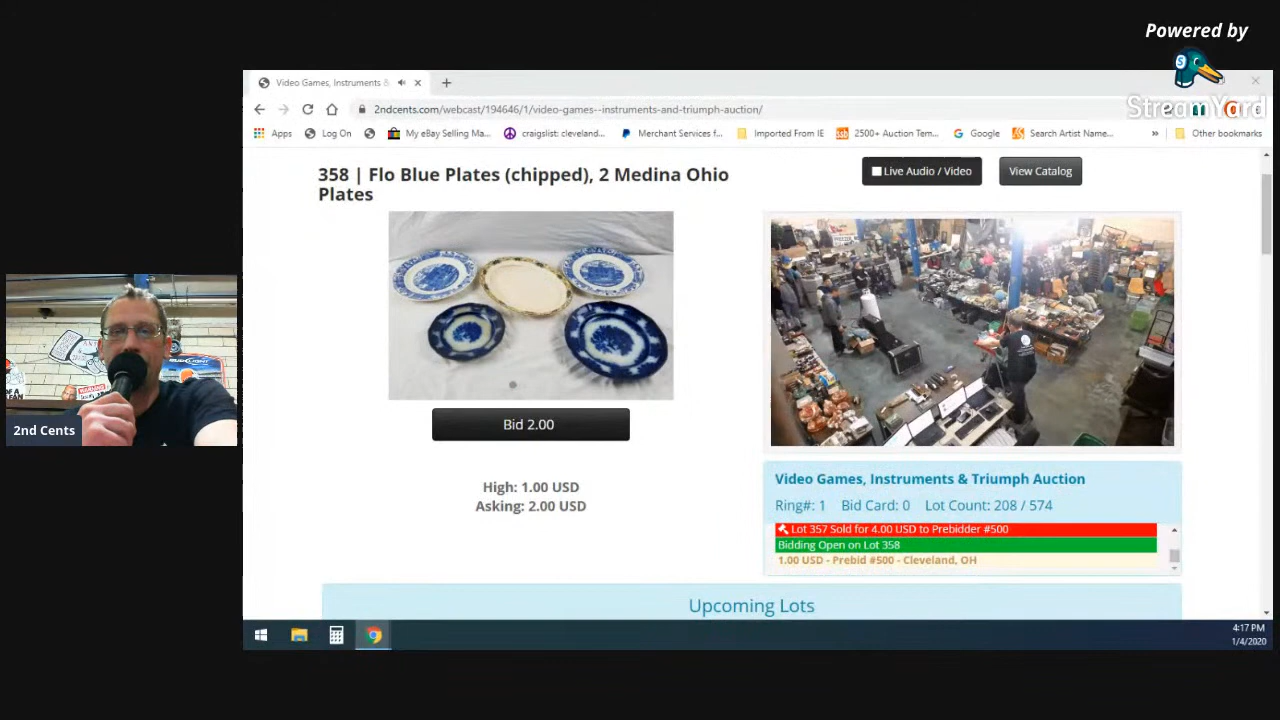 Powered by
S
StreamYard
Video Games, Instruments &
2ndcents.com/webcast/194646/1/video-games--instruments-and-triumph-auction/
Apps Log On My eBay Selling Ma... craigslist: cleveland... Merchant Services f... Imported From IE 2500+ Auction Tem... Google Search Artist Name... » Other bookmarks
358 | Flo Blue Plates (chipped), 2 Medina Ohio
Plates
Live Audio / Video
View Catalog
Bid 2.00
High: 1.00 USD
Asking: 2.00 USD
Video Games, Instruments & Triumph Auction
Ring#: 1 Bid Card: 0 Lot Count: 208 / 574
Lot 357 Sold for 4.00 USD to Prebidder #500
Bidding Open on Lot 358
1.00 USD - Prebid #500 - Cleveland, OH
Upcoming Lots
2nd Cents
4:17 PM
1/4/2020